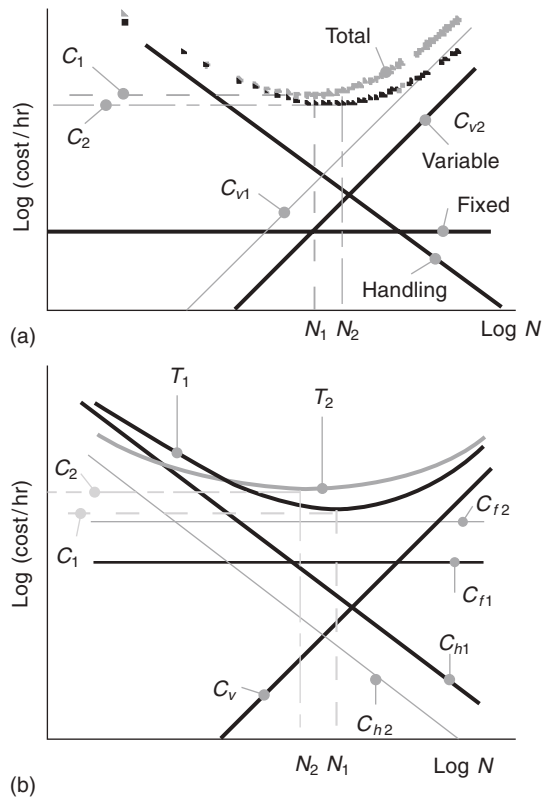 Total
C1
C2
Cv2
Variable
Cv1
Fixed
Handling
Log (cost/hr)
N1 N2 Log N
(a)
T1
T2
C2
Cf2
C1
Cf1
Ch1
Cv
Ch2
Log (cost/hr)
N2 N1 Log N
(b)